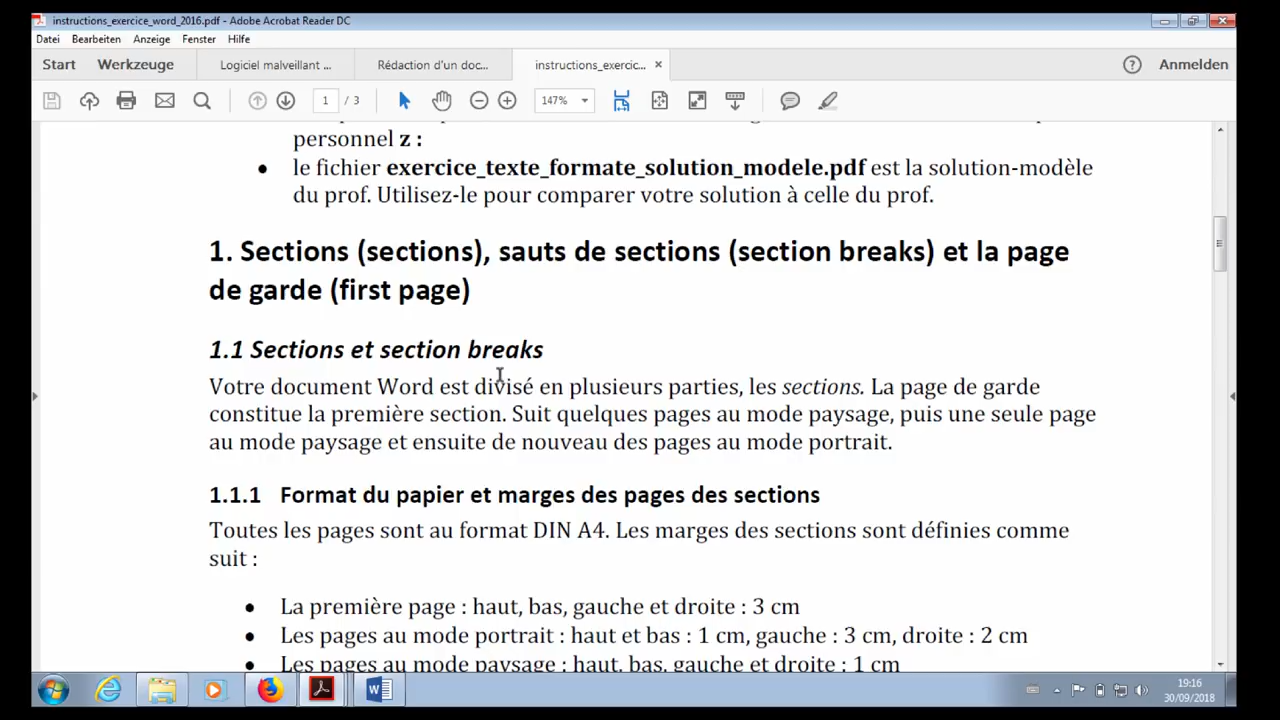 instructions_exercice_word_2016.pdf - Adobe Acrobat Reader DC
Datei Bearbeiten Anzeige Fenster Hilfe
Start Werkzeuge Logiciel malveillant ... Rédaction d'un doc... instructions_exercic... × ? Anmelden
1 / 3 147%
personnel z :
• le fichier exercice_texte_formate_solution_modele.pdf est la solution-modèle
du prof. Utilisez-le pour comparer votre solution à celle du prof.
1. Sections (sections), sauts de sections (section breaks) et la page
de garde (first page)
1.1 Sections et section breaks
Votre document Word est divisé en plusieurs parties, les sections. La page de garde
constitue la première section. Suit quelques pages au mode paysage, puis une seule page
au mode paysage et ensuite de nouveau des pages au mode portrait.
1.1.1 Format du papier et marges des pages des sections
Toutes les pages sont au format DIN A4. Les marges des sections sont définies comme
suit :
• La première page : haut, bas, gauche et droite : 3 cm
• Les pages au mode portrait : haut et bas : 1 cm, gauche : 3 cm, droite : 2 cm
• Les pages au mode paysage : haut, bas, gauche et droite : 1 cm
19:16
30/09/2018